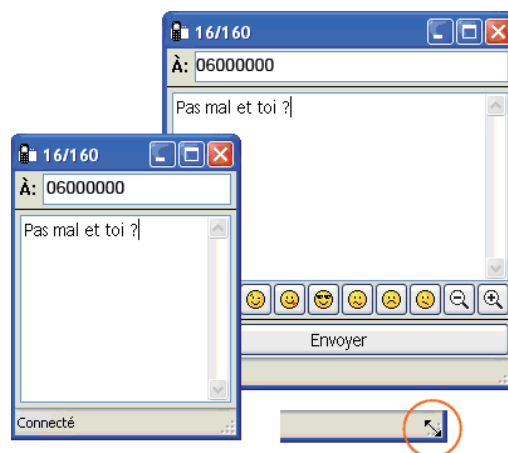 16/160
À: 06000000
Pas mal et toi ?
Envoyer
16/160
À: 06000000
Pas mal et toi ?
Connecté